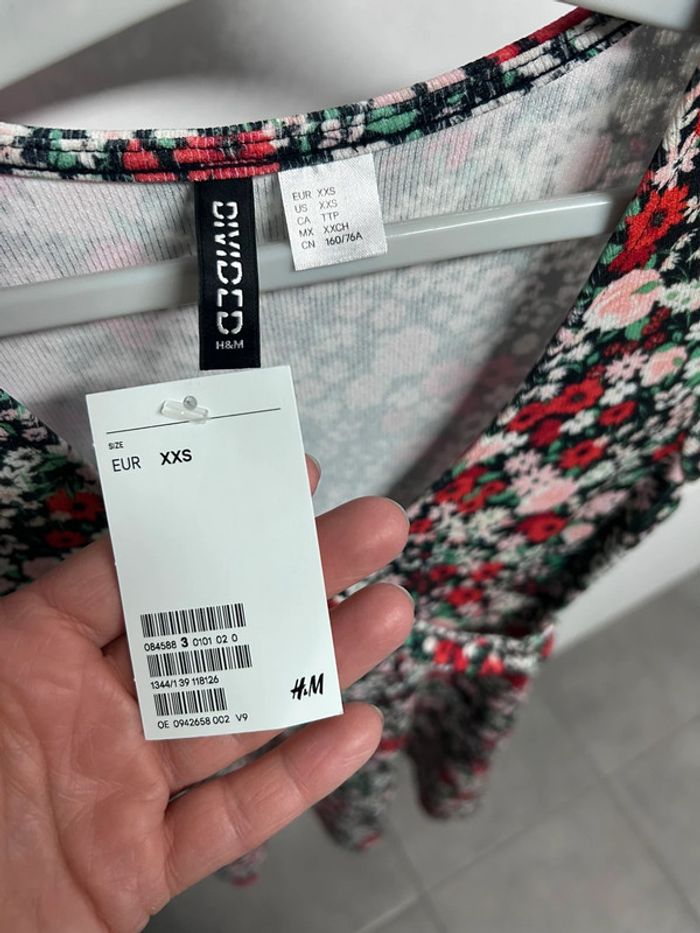 DIVIDED
H&M
EUR XXS
US XXS
CA TTP
MX XXCH
CN 160/76A
SIZE
EUR XXS
084588 3 0101 02 0
1344/1 39 118126
OE 0942658 002 V9
H&M